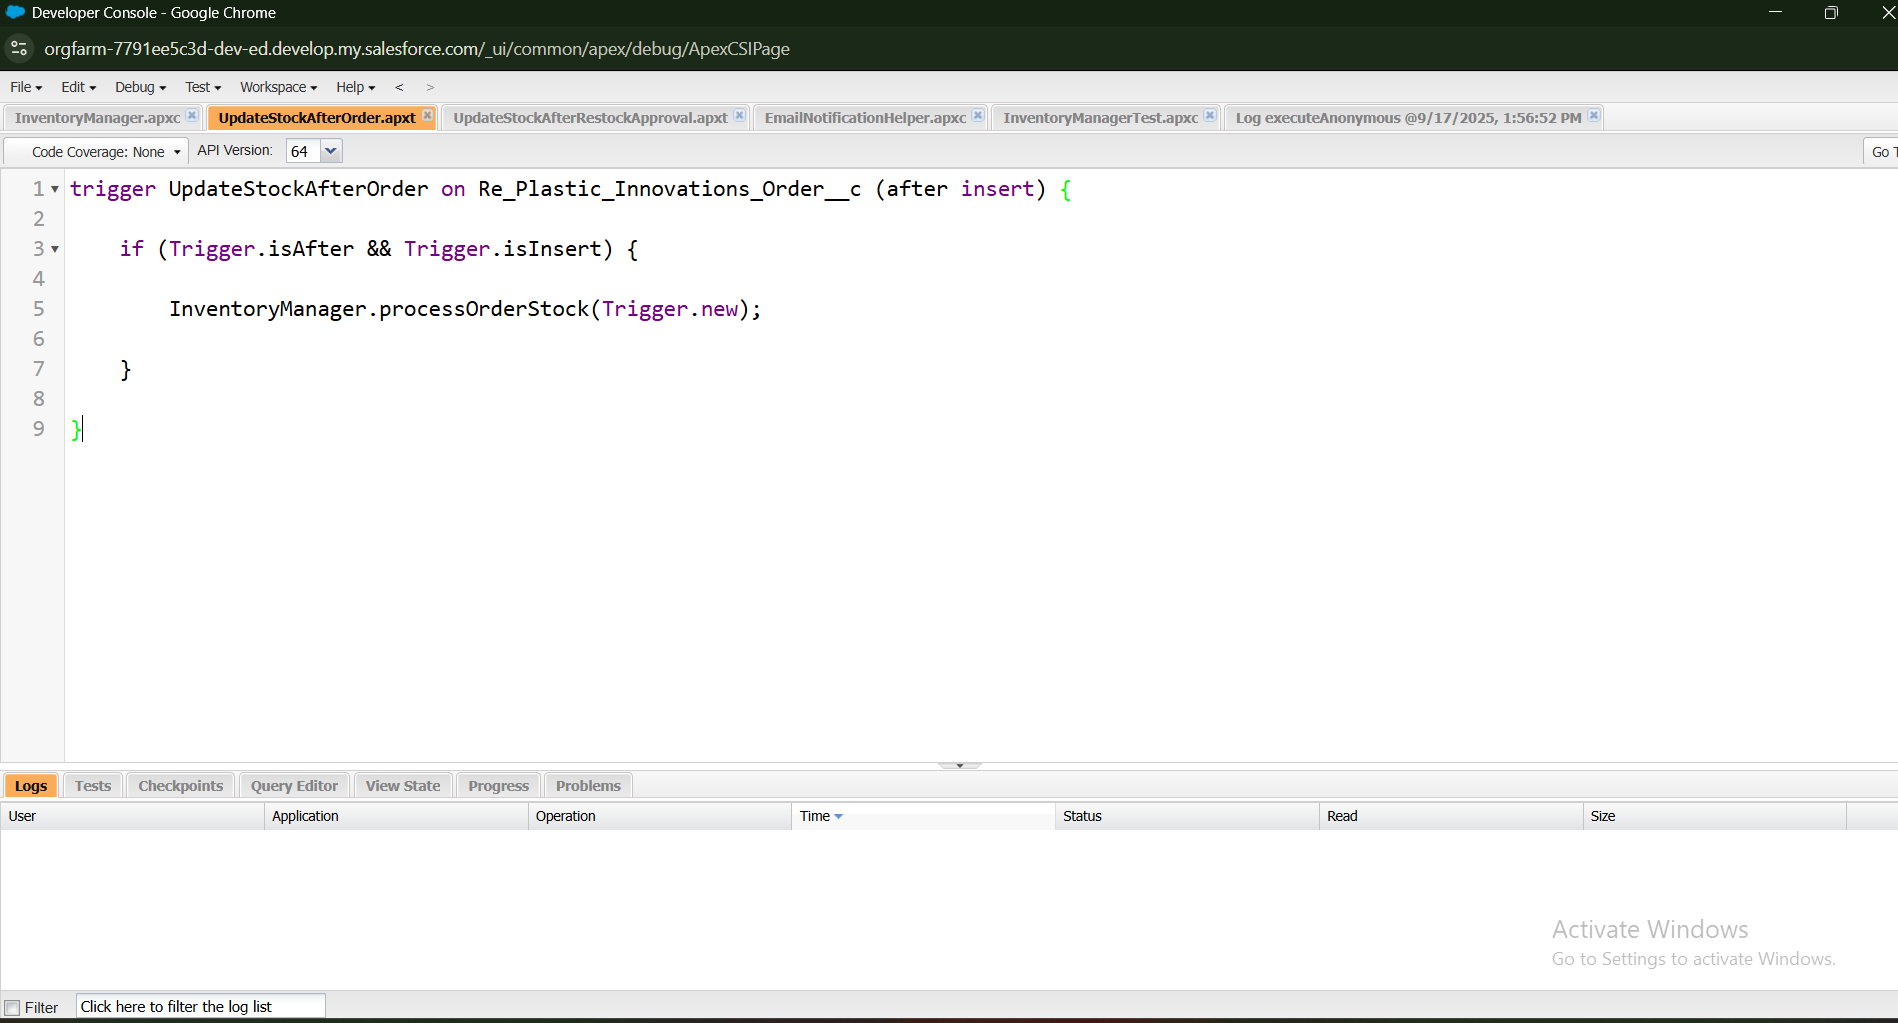 Developer Console - Google Chrome
orgfarm-7791ee5c3d-dev-ed.develop.my.salesforce.com/_ui/common/apex/debug/ApexCSIPage
File Edit Debug Test Workspace Help < >
InventoryManager.apxc UpdateStockAfterOrder.apxt UpdateStockAfterRestockApproval.apxt EmailNotificationHelper.apxc InventoryManagerTest.apxc Log executeAnonymous @9/17/2025, 1:56:52 PM
Code Coverage: None API Version: 64 Go T
1 trigger UpdateStockAfterOrder on Re_Plastic_Innovations_Order__c (after insert) {
2
3 if (Trigger.isAfter && Trigger.isInsert) {
4
5 InventoryManager.processOrderStock(Trigger.new);
6
7 }
8
9 }
Logs Tests Checkpoints Query Editor View State Progress Problems
User Application Operation Time Status Read Size
Activate Windows
Go to Settings to activate Windows.
Filter Click here to filter the log list